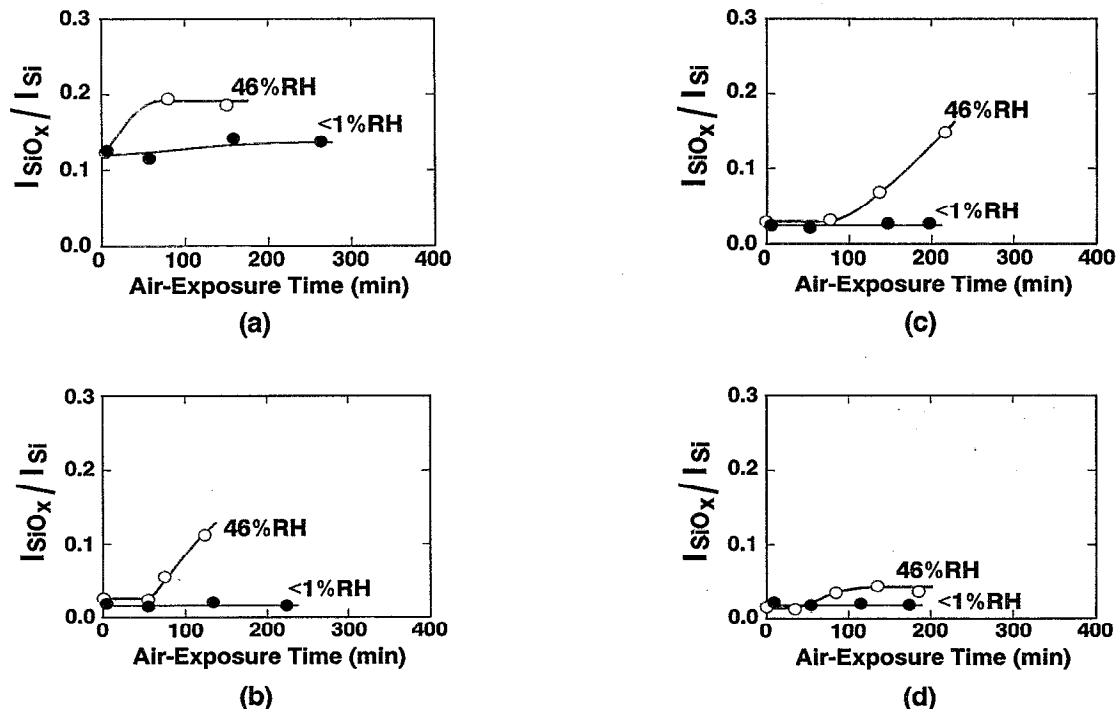 0.3
0.2
0.1
0.0
ISiOx / ISi
46%RH
<1%RH
0 100 200 300 400
Air-Exposure Time (min)
(a)
0.3
0.2
0.1
0.0
ISiOx / ISi
46%RH
<1%RH
0 100 200 300 400
Air-Exposure Time (min)
(c)
0.3
0.2
0.1
0.0
ISiOx / ISi
46%RH
<1%RH
0 100 200 300 400
Air-Exposure Time (min)
(b)
0.3
0.2
0.1
0.0
ISiOx / ISi
46%RH
<1%RH
0 100 200 300 400
Air-Exposure Time (min)
(d)